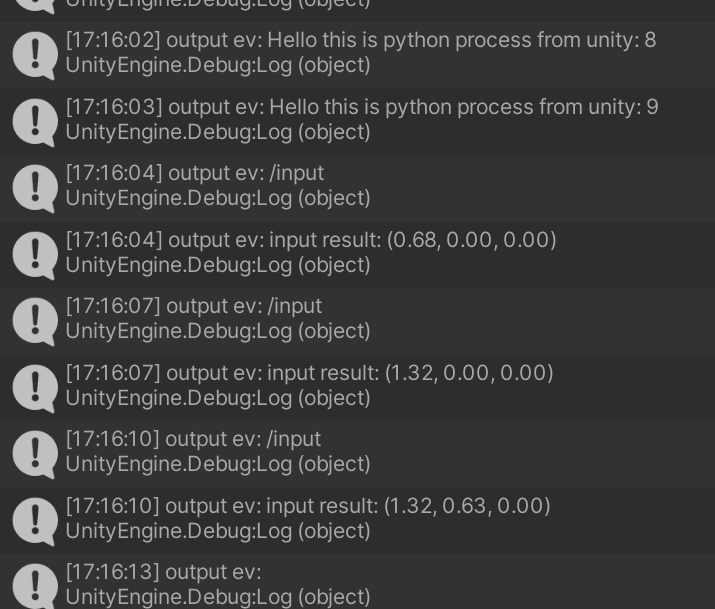 UnityEngine.Debug:Log (object)
[17:16:02] output ev: Hello this is python process from unity: 8
UnityEngine.Debug:Log (object)
[17:16:03] output ev: Hello this is python process from unity: 9
UnityEngine.Debug:Log (object)
[17:16:04] output ev: /input
UnityEngine.Debug:Log (object)
[17:16:04] output ev: input result: (0.68, 0.00, 0.00)
UnityEngine.Debug:Log (object)
[17:16:07] output ev: /input
UnityEngine.Debug:Log (object)
[17:16:07] output ev: input result: (1.32, 0.00, 0.00)
UnityEngine.Debug:Log (object)
[17:16:10] output ev: /input
UnityEngine.Debug:Log (object)
[17:16:10] output ev: input result: (1.32, 0.63, 0.00)
UnityEngine.Debug:Log (object)
[17:16:13] output ev:
UnityEngine.Debug:Log (object)